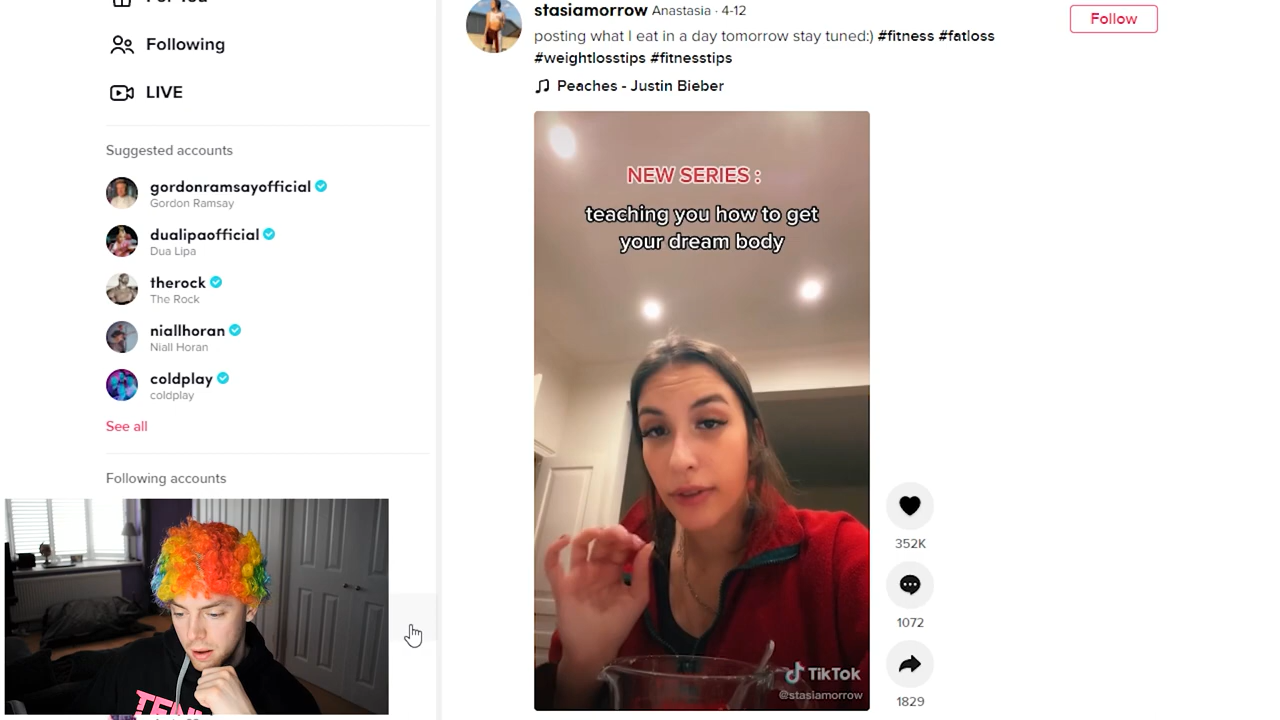 For You
Following
LIVE
Suggested accounts
gordonramsayofficial
Gordon Ramsay
dualipaofficial
Dua Lipa
therock
The Rock
niallhoran
Niall Horan
coldplay
coldplay
See all
Following accounts
stasiamorrow Anastasia · 4-12
posting what I eat in a day tomorrow stay tuned:) #fitness #fatloss
#weightlosstips #fitnesstips
Peaches - Justin Bieber
Follow
NEW SERIES :
teaching you how to get
your dream body
352K
1072
1829
TikTok
@stasiamorrow